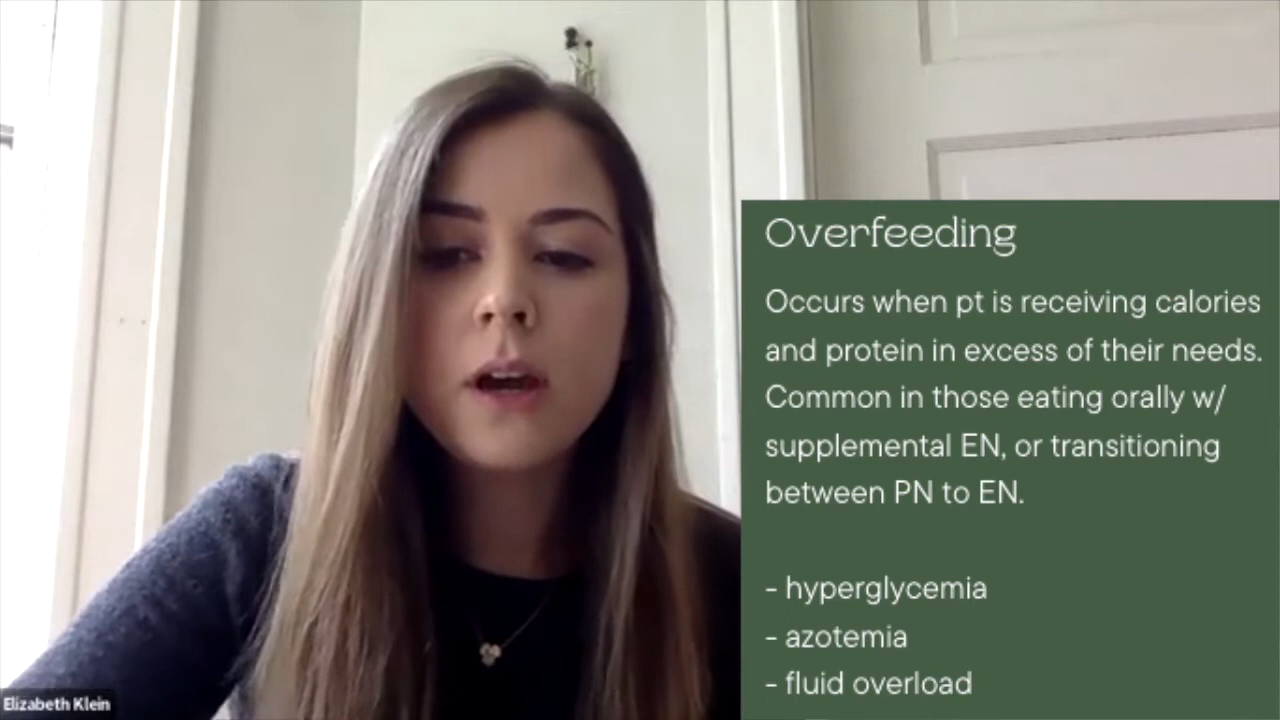 Overfeeding
Occurs when pt is receiving calories
and protein in excess of their needs.
Common in those eating orally w/
supplemental EN, or transitioning
between PN to EN.
- hyperglycemia
- azotemia
- fluid overload
Elizabeth Klein